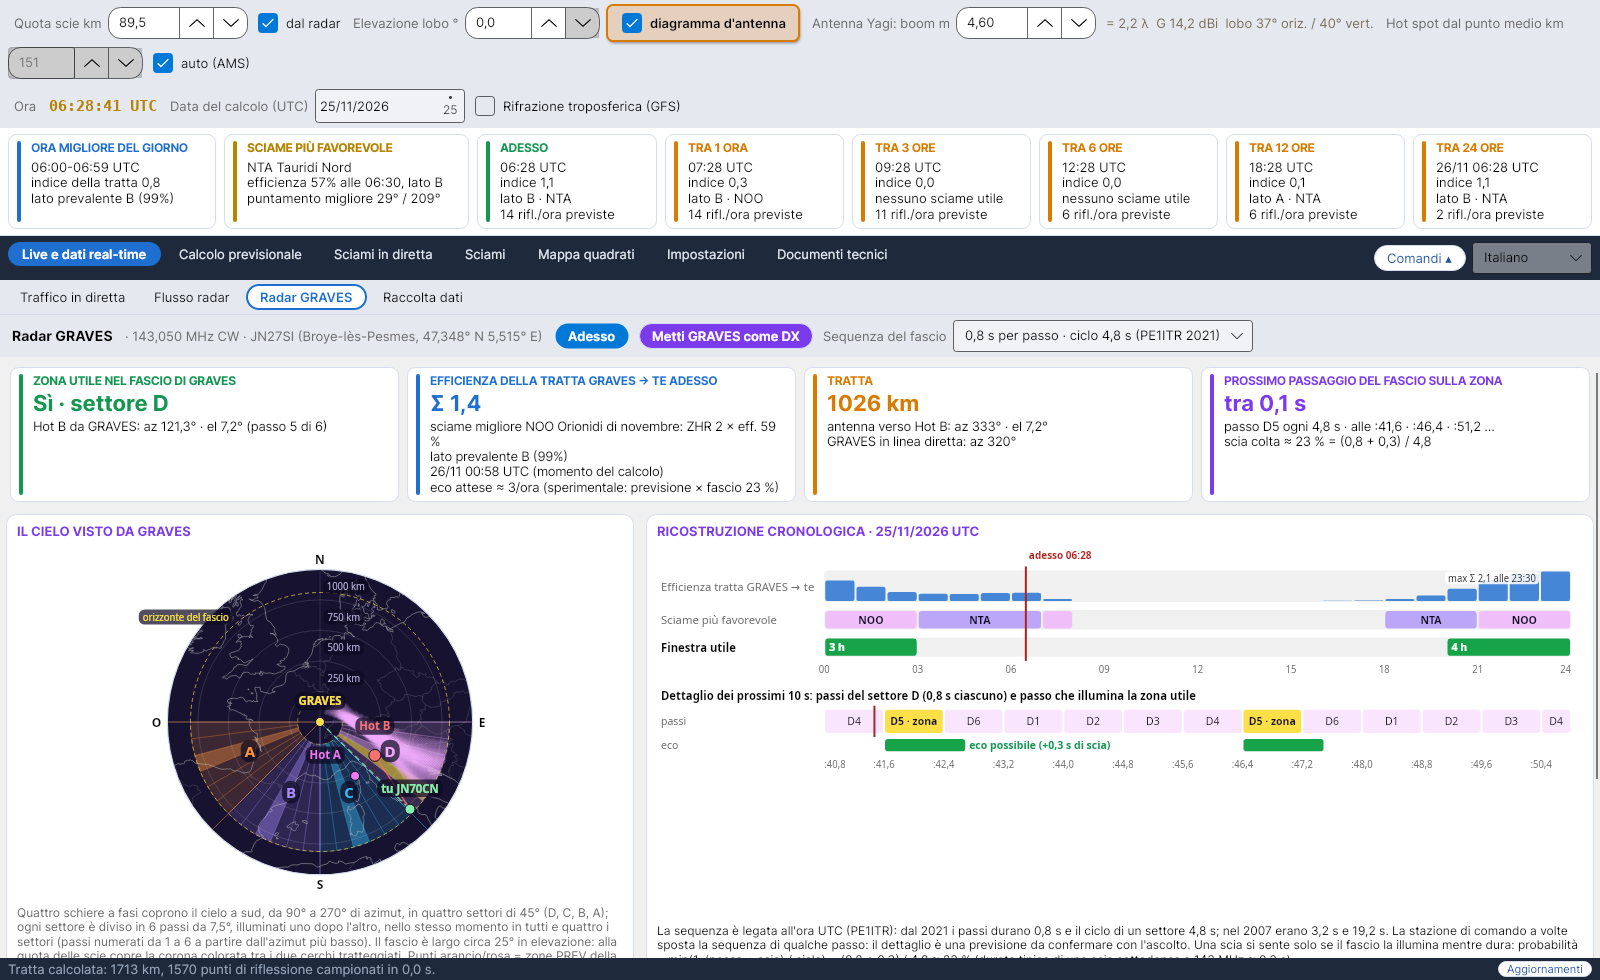 Quota scie km 89,5 dal radar Elevazione lobo ° 0,0 diagramma d'antenna Antenna Yagi: boom m 4,60 = 2,2 λ G 14,2 dBi lobo 37° oriz. / 40° vert. Hot spot dal punto medio km
151 auto (AMS)
Ora 06:28:41 UTC Data del calcolo (UTC) 25/11/2026 25 Rifrazione troposferica (GFS)
ORA MIGLIORE DEL GIORNO
06:00-06:59 UTC
indice della tratta 0,8
lato prevalente B (99%)
SCIAME PIÙ FAVOREVOLE
NTA Tauridi Nord
efficienza 57% alle 06:30, lato B
puntamento migliore 29° / 209°
ADESSO
06:28 UTC
indice 1,1
lato B · NTA
14 rifl./ora previste
TRA 1 ORA
07:28 UTC
indice 0,3
lato B · NOO
14 rifl./ora previste
TRA 3 ORE
09:28 UTC
indice 0,0
nessuno sciame utile
11 rifl./ora previste
TRA 6 ORE
12:28 UTC
indice 0,0
nessuno sciame utile
6 rifl./ora previste
TRA 12 ORE
18:28 UTC
indice 0,1
lato A · NTA
6 rifl./ora previste
TRA 24 ORE
26/11 06:28 UTC
indice 1,1
lato B · NTA
2 rifl./ora previste
Live e dati real-time Calcolo previsionale Sciami in diretta Sciami Mappa quadrati Impostazioni Documenti tecnici Comandi ▴ Italiano
Traffico in diretta Flusso radar Radar GRAVES Raccolta dati
Radar GRAVES · 143,050 MHz CW · JN27SI (Broye-lès-Pesmes, 47,348° N 5,515° E) Adesso Metti GRAVES come DX Sequenza del fascio 0,8 s per passo · ciclo 4,8 s (PE1ITR 2021)
ZONA UTILE NEL FASCIO DI GRAVES
Sì · settore D
Hot B da GRAVES: az 121,3° · el 7,2° (passo 5 di 6)
EFFICIENZA DELLA TRATTA GRAVES → TE ADESSO
Σ 1,4
sciame migliore NOO Orionidi di novembre: ZHR 2 × eff. 59
%
lato prevalente B (99%)
26/11 00:58 UTC (momento del calcolo)
eco attese ≈ 3/ora (sperimentale: previsione × fascio 23 %)
TRATTA
1026 km
antenna verso Hot B: az 333° · el 7,2°
GRAVES in linea diretta: az 320°
PROSSIMO PASSAGGIO DEL FASCIO SULLA ZONA
tra 0,1 s
passo D5 ogni 4,8 s · alle :41,6 · :46,4 · :51,2 ...
scia colta ≈ 23 % = (0,8 + 0,3) / 4,8
IL CIELO VISTO DA GRAVES
N
1000 km
orizzonte del fascio
750 km
500 km
250 km
GRAVES
O
Hot B
E
A
Hot A
D
B
C
tu JN70CN
S
Quattro schiere a fasi coprono il cielo a sud, da 90° a 270° di azimut, in quattro settori di 45° (D, C, B, A);
ogni settore è diviso in 6 passi da 7,5°, illuminati uno dopo l'altro, nello stesso momento in tutti e quattro i
settori (passi numerati da 1 a 6 a partire dall'azimut più basso). Il fascio è largo circa 25° in elevazione: alla
quota delle scie copre la corona colorata tra i due cerchi tratteggiati. Punti arancio/rosa = zone PREV della
RICOSTRUZIONE CRONOLOGICA · 25/11/2026 UTC
adesso 06:28
Efficienza tratta GRAVES → te max Σ 2,1 alle 23:30
Sciame più favorevole NOO NTA NTA NOO
Finestra utile 3 h 4 h
00 03 06 09 12 15 18 21 24
Dettaglio dei prossimi 10 s: passi del settore D (0,8 s ciascuno) e passo che illumina la zona utile
passi D4 D5 · zona D6 D1 D2 D3 D4 D5 · zona D6 D1 D2 D3 D4
eco eco possibile (+0,3 s di scia)
:40,8 :41,6 :42,4 :43,2 :44,0 :44,8 :45,6 :46,4 :47,2 :48,0 :48,8 :49,6 :50,4
La sequenza è legata all'ora UTC (PE1ITR): dal 2021 i passi durano 0,8 s e il ciclo di un settore 4,8 s; nel 2007 erano 3,2 s e 19,2 s. La stazione di comando a volte
sposta la sequenza di qualche passo: il dettaglio è una previsione da confermare con l'ascolto. Una scia si sente solo se il fascio la illumina mentre dura: probabilità
Tratta calcolata: 1713 km, 1570 punti di riflessione campionati in 0,0 s. Aggiornamenti